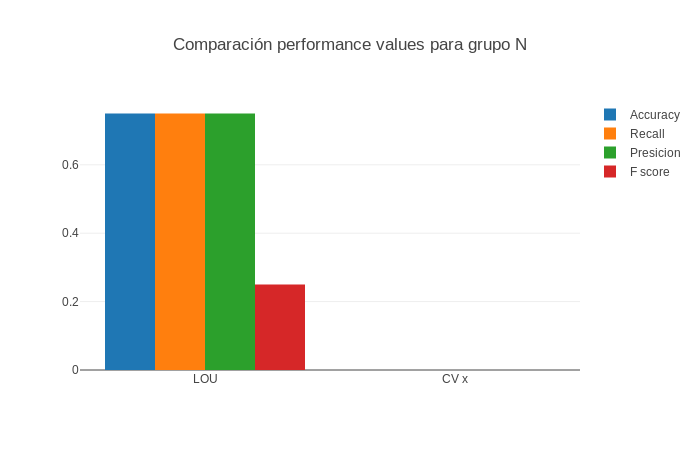 Comparación performance values para grupo N
Accuracy
Recall
Presicion
F score
0.6
0.4
0.2
0
LOU
CV x